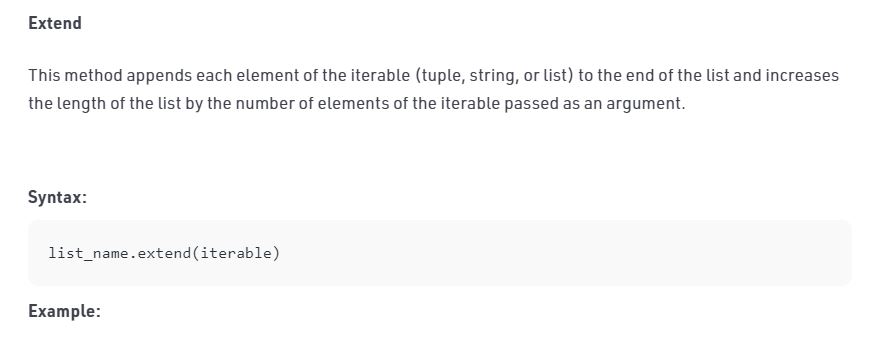 Extend
This method appends each element of the iterable (tuple, string, or list) to the end of the list and increases
the length of the list by the number of elements of the iterable passed as an argument.
Syntax:
list_name.extend(iterable)
Example: